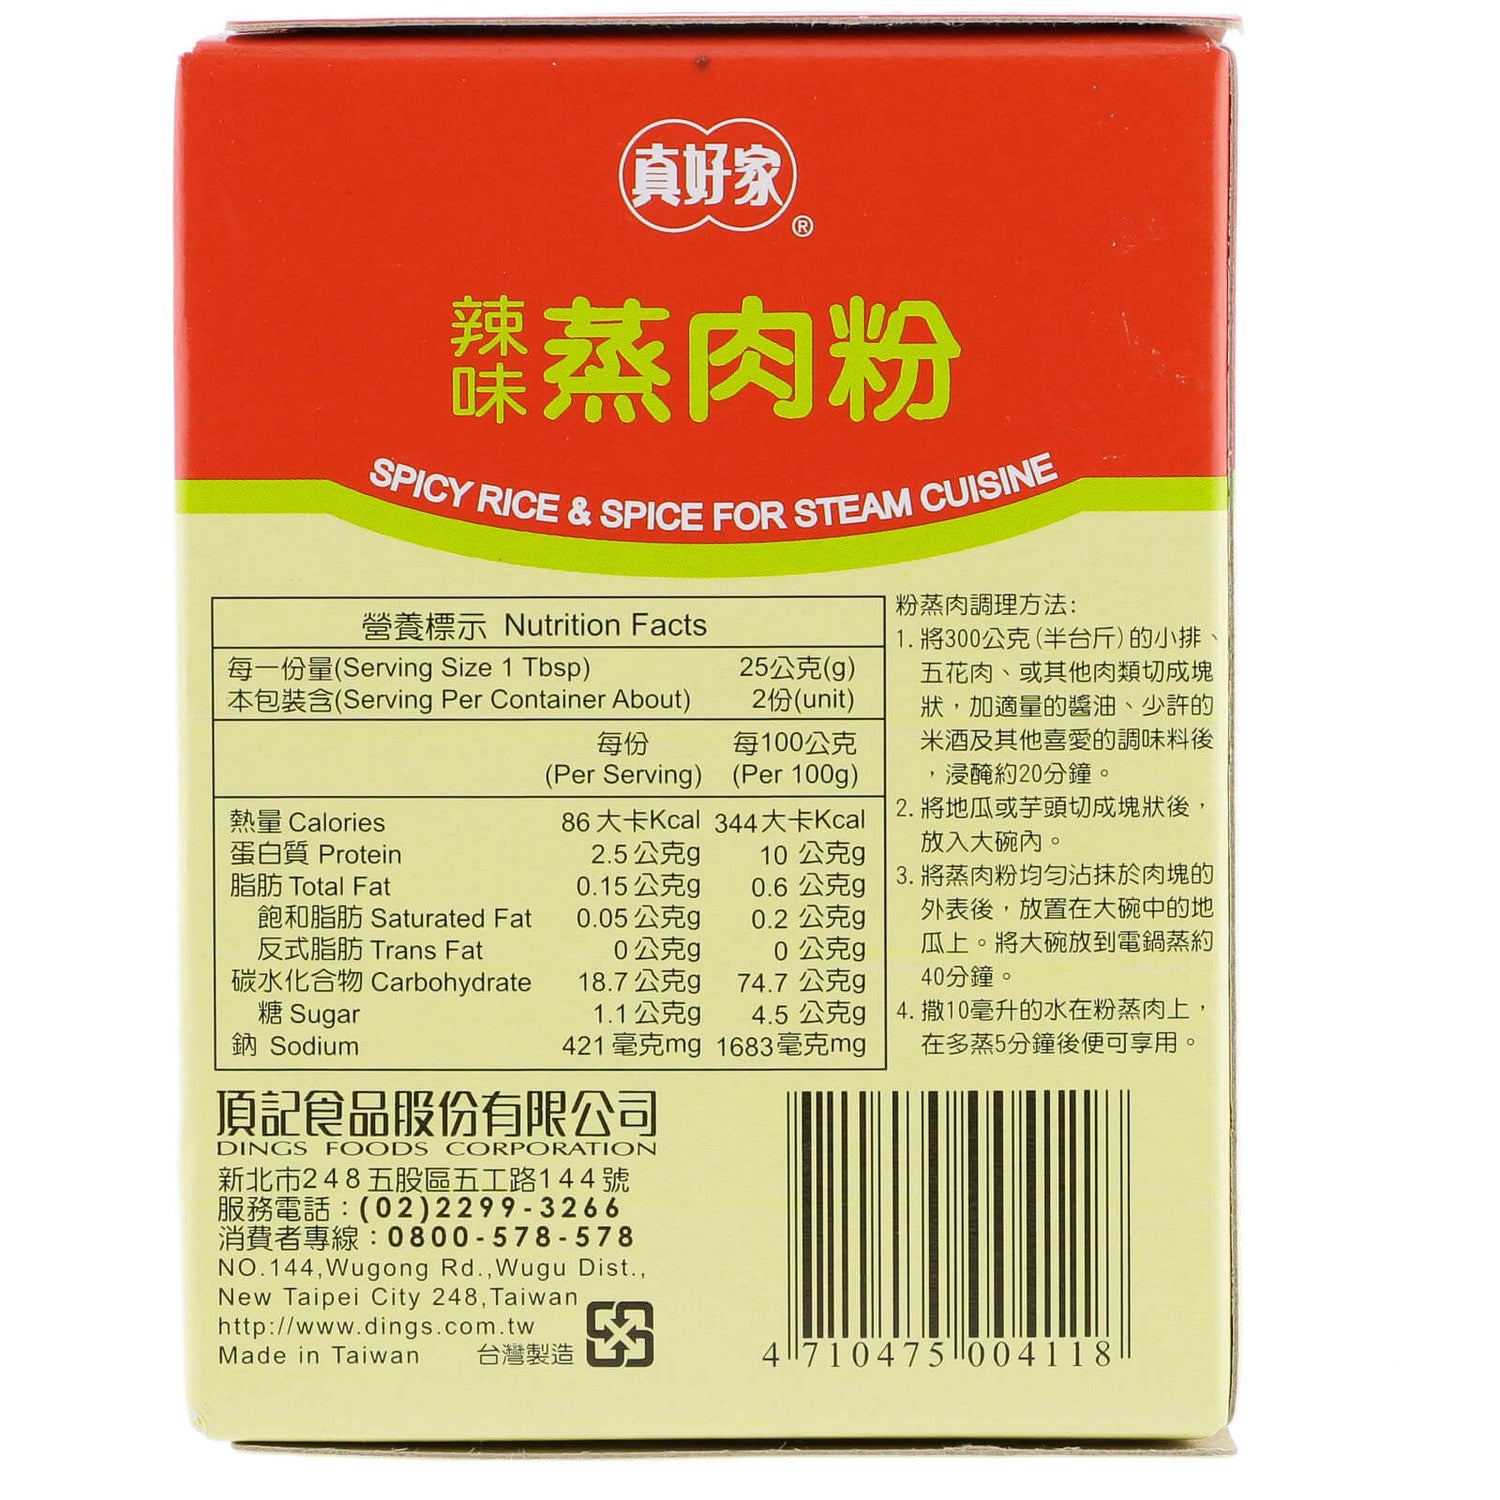 真好家®
辣味 蒸肉粉
SPICY RICE & SPICE FOR STEAM CUISINE
營養標示 Nutrition Facts
每一份量(Serving Size 1 Tbsp) 25公克(g)
本包裝含(Serving Per Container About) 2份(unit)
每份 每100公克
(Per Serving) (Per 100g)
熱量 Calories 86 大卡Kcal 344大卡Kcal
蛋白質 Protein 2.5 公克g 10 公克g
脂肪 Total Fat 0.15 公克g 0.6 公克g
飽和脂肪 Saturated Fat 0.05 公克g 0.2 公克g
反式脂肪 Trans Fat 0 公克g 0 公克g
碳水化合物 Carbohydrate 18.7 公克g 74.7 公克g
糖 Sugar 1.1 公克g 4.5 公克g
鈉 Sodium 421 毫克mg 1683毫克mg
粉蒸肉調理方法:
1. 將300公克(半台斤)的小排、
五花肉、或其他肉類切成塊
狀，加適量的醬油、少許的
米酒及其他喜愛的調味料後
，浸醃約20分鐘。
2. 將地瓜或芋頭切成塊狀後，
放入大碗內。
3. 將蒸肉粉均勻沾抹於肉塊的
外表後，放置在大碗中的地
瓜上。將大碗放到電鍋蒸約
40分鐘。
4. 撒10毫升的水在粉蒸肉上，
在多蒸5分鐘後便可享用。
頂記食品股份有限公司
DINGS FOODS CORPORATION
新北市248五股區五工路144號
服務電話：(02)2299-3266
消費者專線：0800-578-578
NO.144,Wugong Rd.,Wugu Dist.,
New Taipei City 248,Taiwan
http://www.dings.com.tw
Made in Taiwan 台灣製造
4 710475 004118